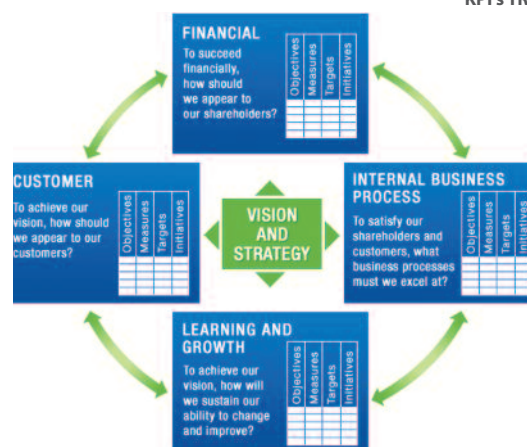 FINANCIAL
To succeed
financially,
how should
we appear to
our shareholders?
Objectives
Measures
Targets
Initiatives
CUSTOMER
To achieve our
vision, how should
we appear to our
customers?
Objectives
Measures
Targets
Initiatives
VISION
AND
STRATEGY
INTERNAL BUSINESS
PROCESS
To satisfy our
shareholders and
customers, what
business processes
must we excel at?
Objectives
Measures
Targets
Initiatives
LEARNING AND
GROWTH
To achieve our
vision, how will
we sustain our
ability to change
and improve?
Objectives
Measures
Targets
Initiatives